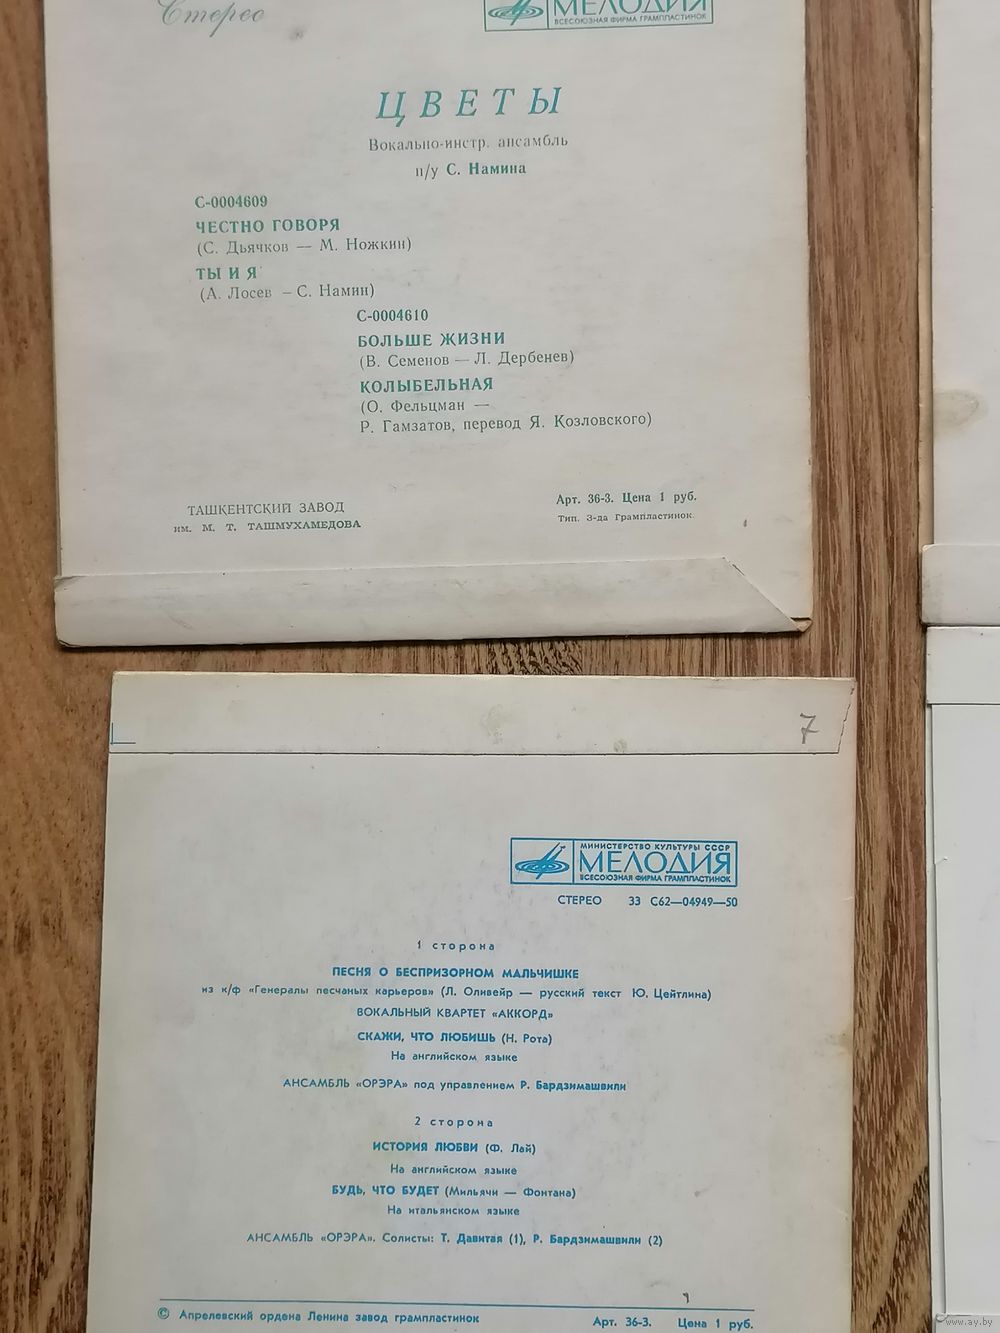 Стерео
МЕЛОДИЯ
ВСЕСОЮЗНАЯ ФИРМА ГРАМПЛАСТИНОК
ЦВЕТЫ
Вокально-инстр. ансамбль
п/у С. Намина
С-0004609
ЧЕСТНО ГОВОРЯ
(С. Дьячков — М. Ножкин)
ТЫ И Я
(А. Лосев – С. Намин)
С-0004610
БОЛЬШЕ ЖИЗНИ
(В. Семенов — Л. Дербенев)
КОЛЫБЕЛЬНАЯ
(О. Фельцман —
Р. Гамзатов, перевод Я. Козловского)
ТАШКЕНТСКИЙ ЗАВОД
им. М. Т. ТАШМУХАМЕДОВА
Арт. 36-3. Цена 1 руб.
Тип. З-да Грампластинок.
7
МИНИСТЕРСТВО КУЛЬТУРЫ СССР
МЕЛОДИЯ
ВСЕСОЮЗНАЯ ФИРМА ГРАМПЛАСТИНОК
СТЕРЕО 33 С62—04949—50
1 сторона
ПЕСНЯ О БЕСПРИЗОРНОМ МАЛЬЧИШКЕ
из к/ф «Генералы песчаных карьеров» (Л. Оливейр — русский текст Ю. Цейтлина)
ВОКАЛЬНЫЙ КВАРТЕТ «АККОРД»
СКАЖИ, ЧТО ЛЮБИШЬ (Н. Рота)
На английском языке
АНСАМБЛЬ «ОРЭРА» под управлением Р. Бардзимашвили
2 сторона
ИСТОРИЯ ЛЮБВИ (Ф. Лай)
На английском языке
БУДЬ, ЧТО БУДЕТ (Мильячи — Фонтана)
На итальянском языке
АНСАМБЛЬ «ОРЭРА». Солисты: Т. Давитая (1), Р. Бардзимашвили (2)
© Апрелевский ордена Ленина завод грампластинок
Арт. 36-3. Цена 1 руб.
www.ay.by